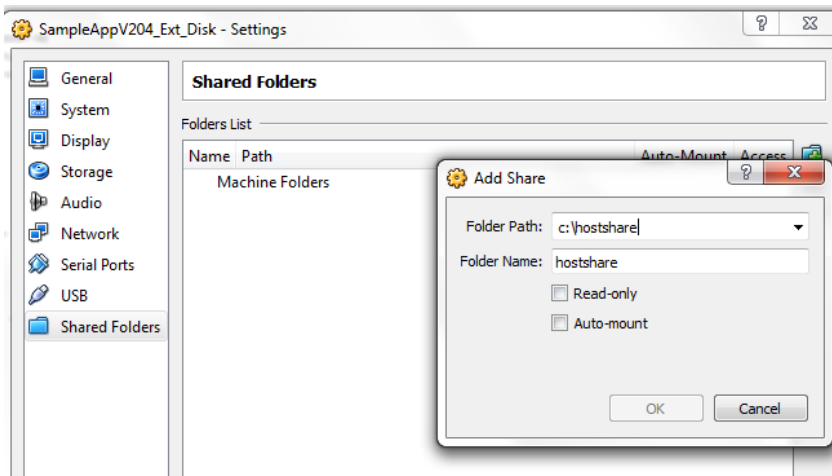 SampleAppV204_Ext_Disk - Settings
General
System
Display
Storage
Audio
Network
Serial Ports
USB
Shared Folders
Shared Folders
Folders List
Name Path Auto-Mount Access
Machine Folders
Add Share
Folder Path: c:\hostshare
Folder Name: hostshare
Read-only
Auto-mount
OK Cancel